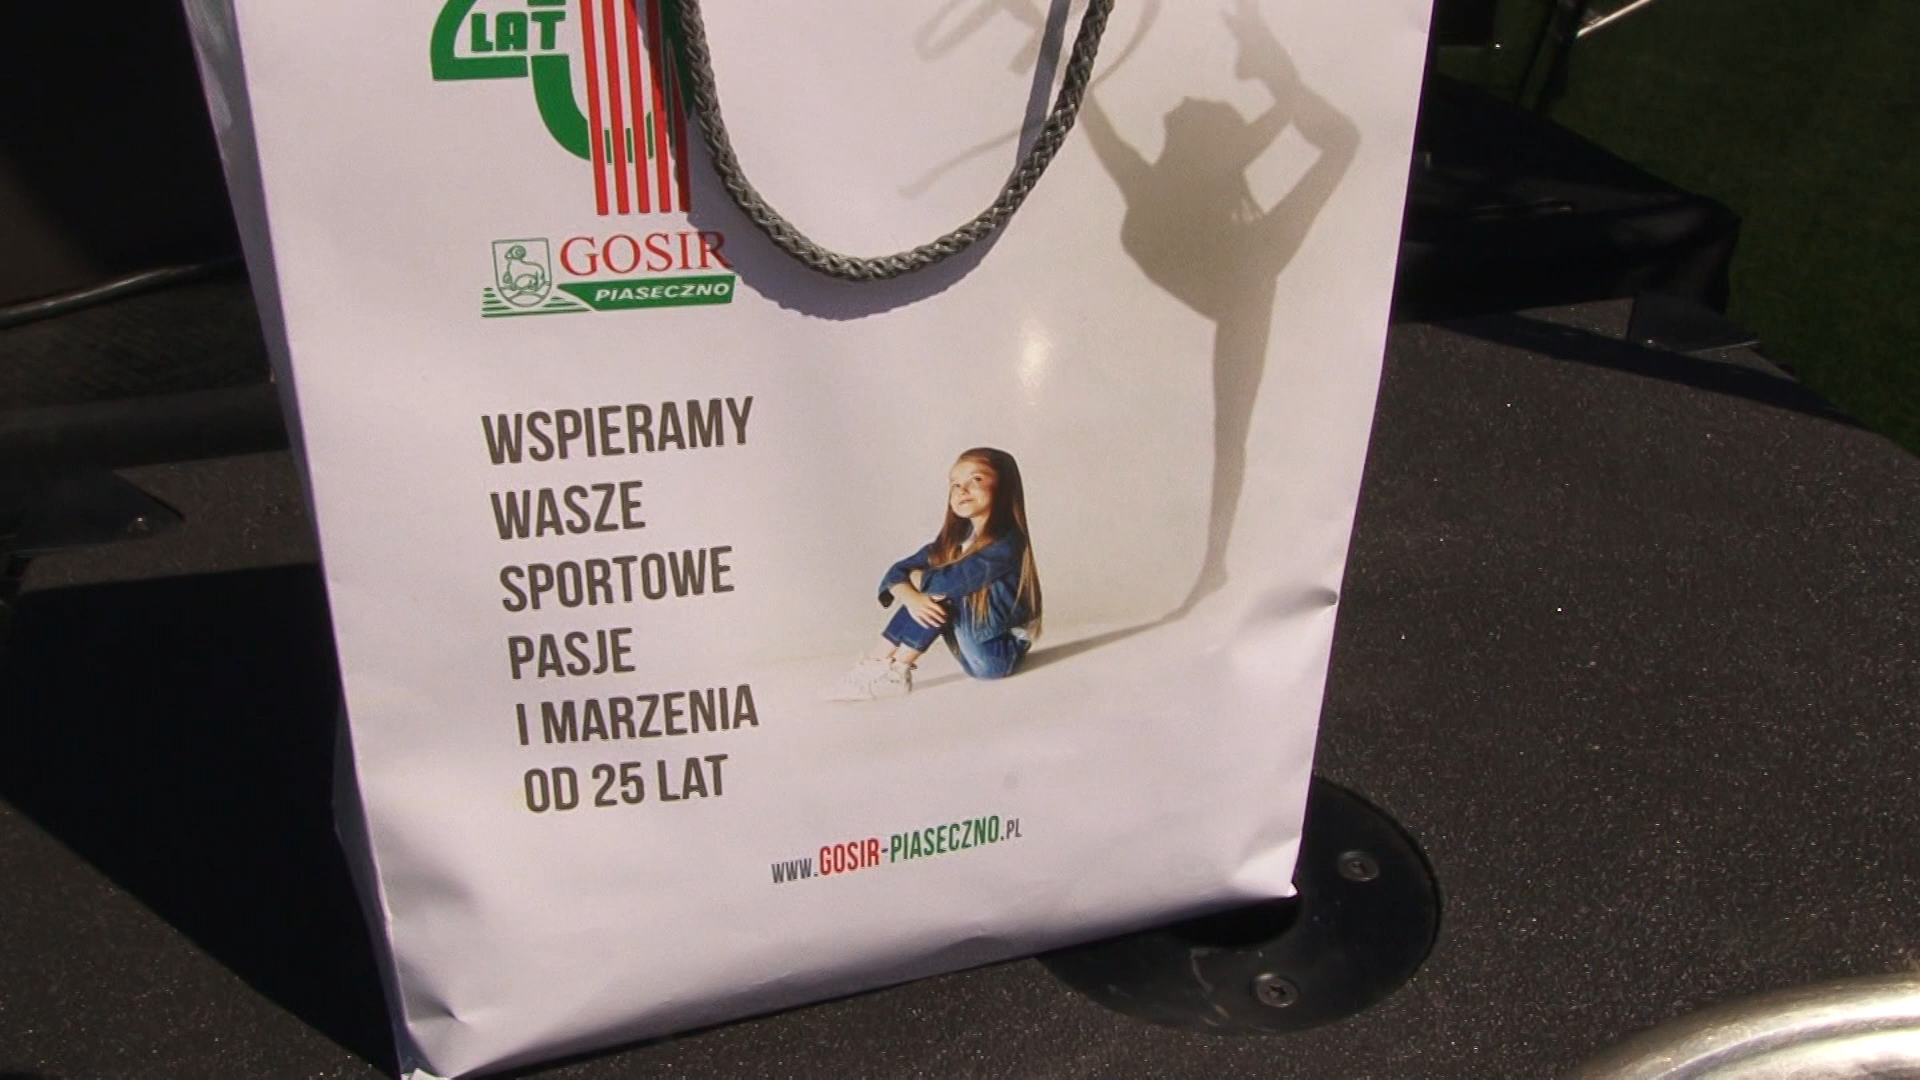 LAT
GOSIR
PIASECZNO
WSPIERAMY
WASZE
SPORTOWE
PASJE
I MARZENIA
OD 25 LAT
WWW.GOSIR-PIASECZNO.PL